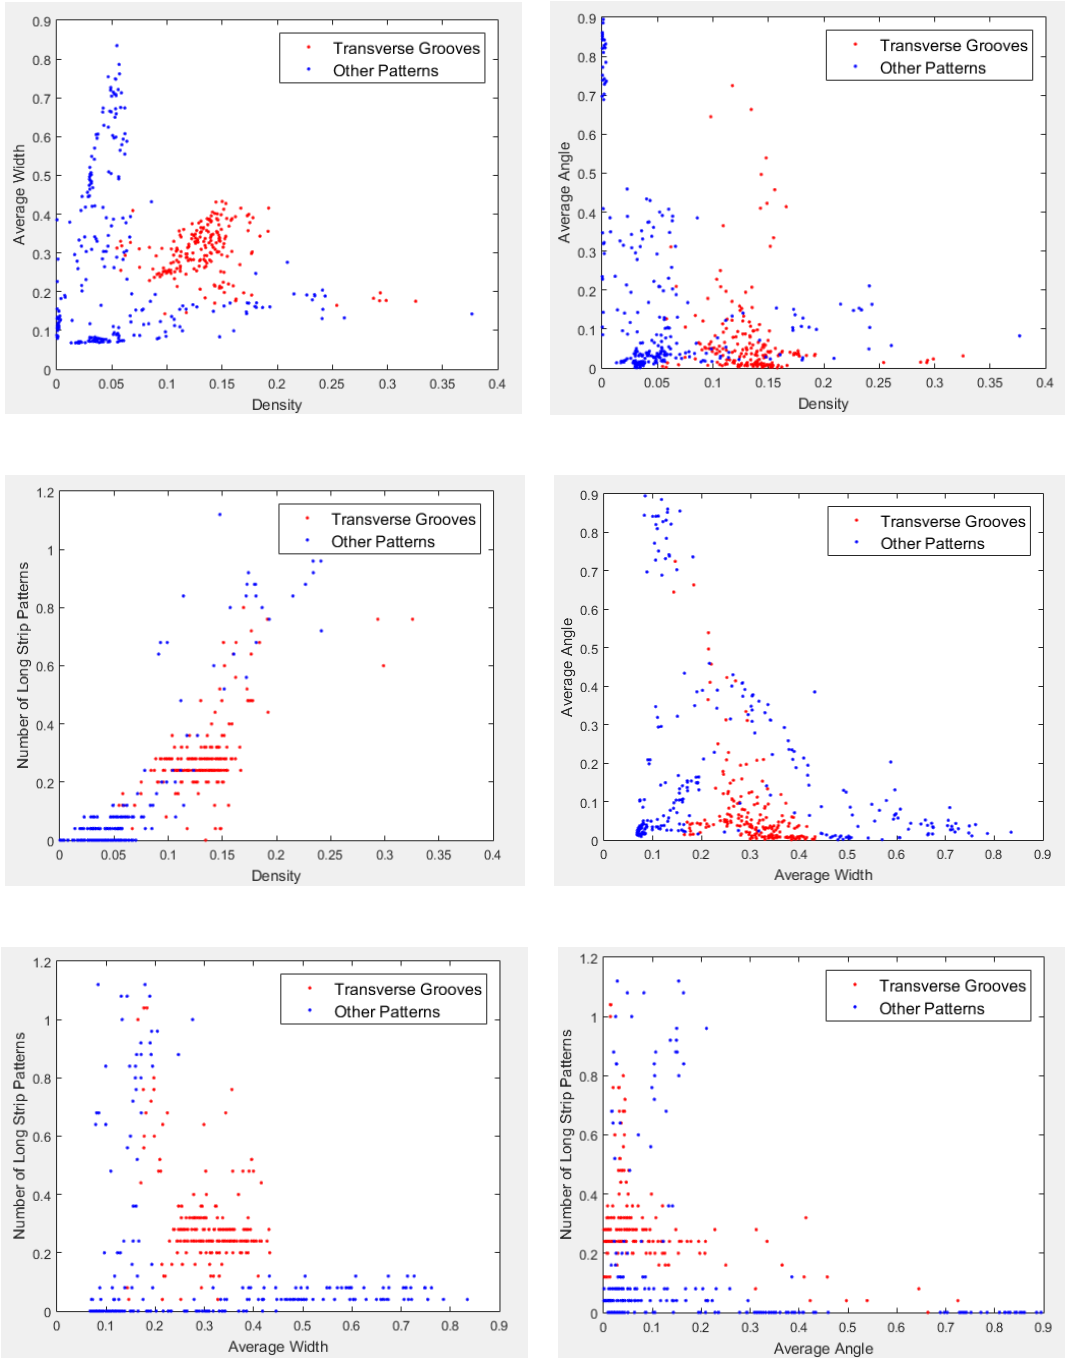 0.9
0.8
0.7
0.6
0.5
0.4
0.3
0.2
0.1
0
Average Width
Transverse Grooves
Other Patterns
0 0.05 0.1 0.15 0.2 0.25 0.3 0.35 0.4
Density
0.9
0.8
0.7
0.6
0.5
0.4
0.3
0.2
0.1
0
Average Angle
Transverse Grooves
Other Patterns
0 0.05 0.1 0.15 0.2 0.25 0.3 0.35 0.4
Density
1.2
1
0.8
0.6
0.4
0.2
0
Number of Long Strip Patterns
Transverse Grooves
Other Patterns
0 0.05 0.1 0.15 0.2 0.25 0.3 0.35 0.4
Density
0.9
0.8
0.7
0.6
0.5
0.4
0.3
0.2
0.1
0
Average Angle
Transverse Grooves
Other Patterns
0 0.1 0.2 0.3 0.4 0.5 0.6 0.7 0.8 0.9
Average Width
1.2
1
0.8
0.6
0.4
0.2
0
Number of Long Strip Patterns
Transverse Grooves
Other Patterns
0 0.1 0.2 0.3 0.4 0.5 0.6 0.7 0.8 0.9
Average Width
1.2
1
0.8
0.6
0.4
0.2
0
Number of Long Strip Patterns
Transverse Grooves
Other Patterns
0 0.1 0.2 0.3 0.4 0.5 0.6 0.7 0.8 0.9
Average Angle